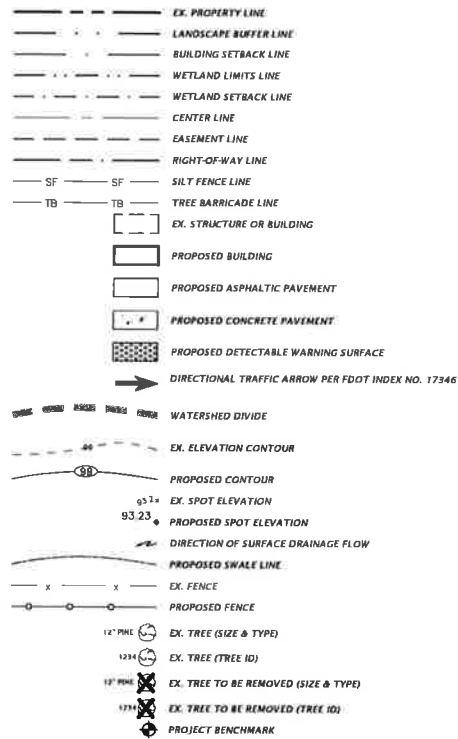 EX. PROPERTY LINE
LANDSCAPE BUFFER LINE
BUILDING SETBACK LINE
WETLAND LIMITS LINE
WETLAND SETBACK LINE
CENTER LINE
EASEMENT LINE
RIGHT-OF-WAY LINE
SF SF SILT FENCE LINE
TB TB TREE BARRICADE LINE
EX. STRUCTURE OR BUILDING
PROPOSED BUILDING
PROPOSED ASPHALTIC PAVEMENT
PROPOSED CONCRETE PAVEMENT
PROPOSED DETECTABLE WARNING SURFACE
DIRECTIONAL TRAFFIC ARROW PER FDOT INDEX NO. 17346
WATERSHED DIVIDE
EX. ELEVATION CONTOUR
98 PROPOSED CONTOUR
93.2x EX. SPOT ELEVATION
93.23 PROPOSED SPOT ELEVATION
DIRECTION OF SURFACE DRAINAGE FLOW
PROPOSED SWALE LINE
x x EX. FENCE
PROPOSED FENCE
12" PINE EX. TREE (SIZE & TYPE)
1234 EX. TREE (TREE ID)
12" PINE EX. TREE TO BE REMOVED (SIZE & TYPE)
1234 EX. TREE TO BE REMOVED (TREE ID)
PROJECT BENCHMARK